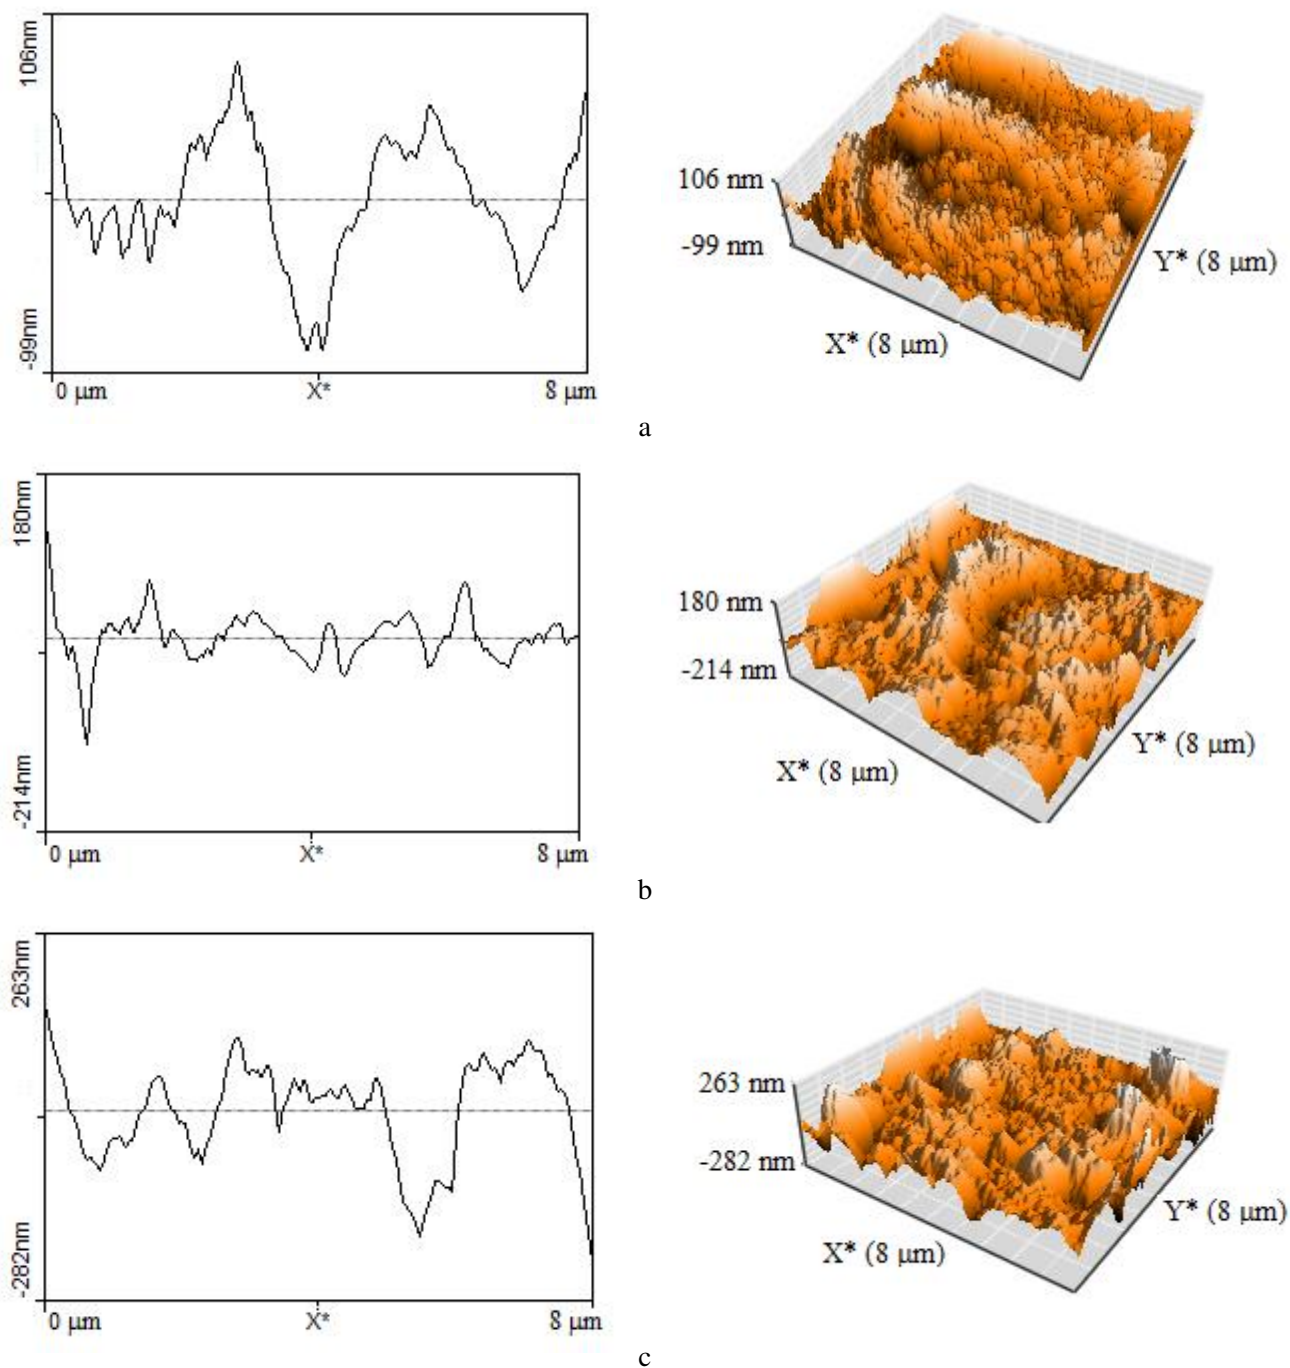 106nm
-99nm
0 µm
X*
8 µm
106 nm
-99 nm
X* (8 µm)
Y* (8 µm)
a
180nm
-214nm
0 µm
X*
8 µm
180 nm
-214 nm
X* (8 µm)
Y* (8 µm)
b
263nm
-282nm
0 µm
X*
8 µm
263 nm
-282 nm
X* (8 µm)
Y* (8 µm)
c